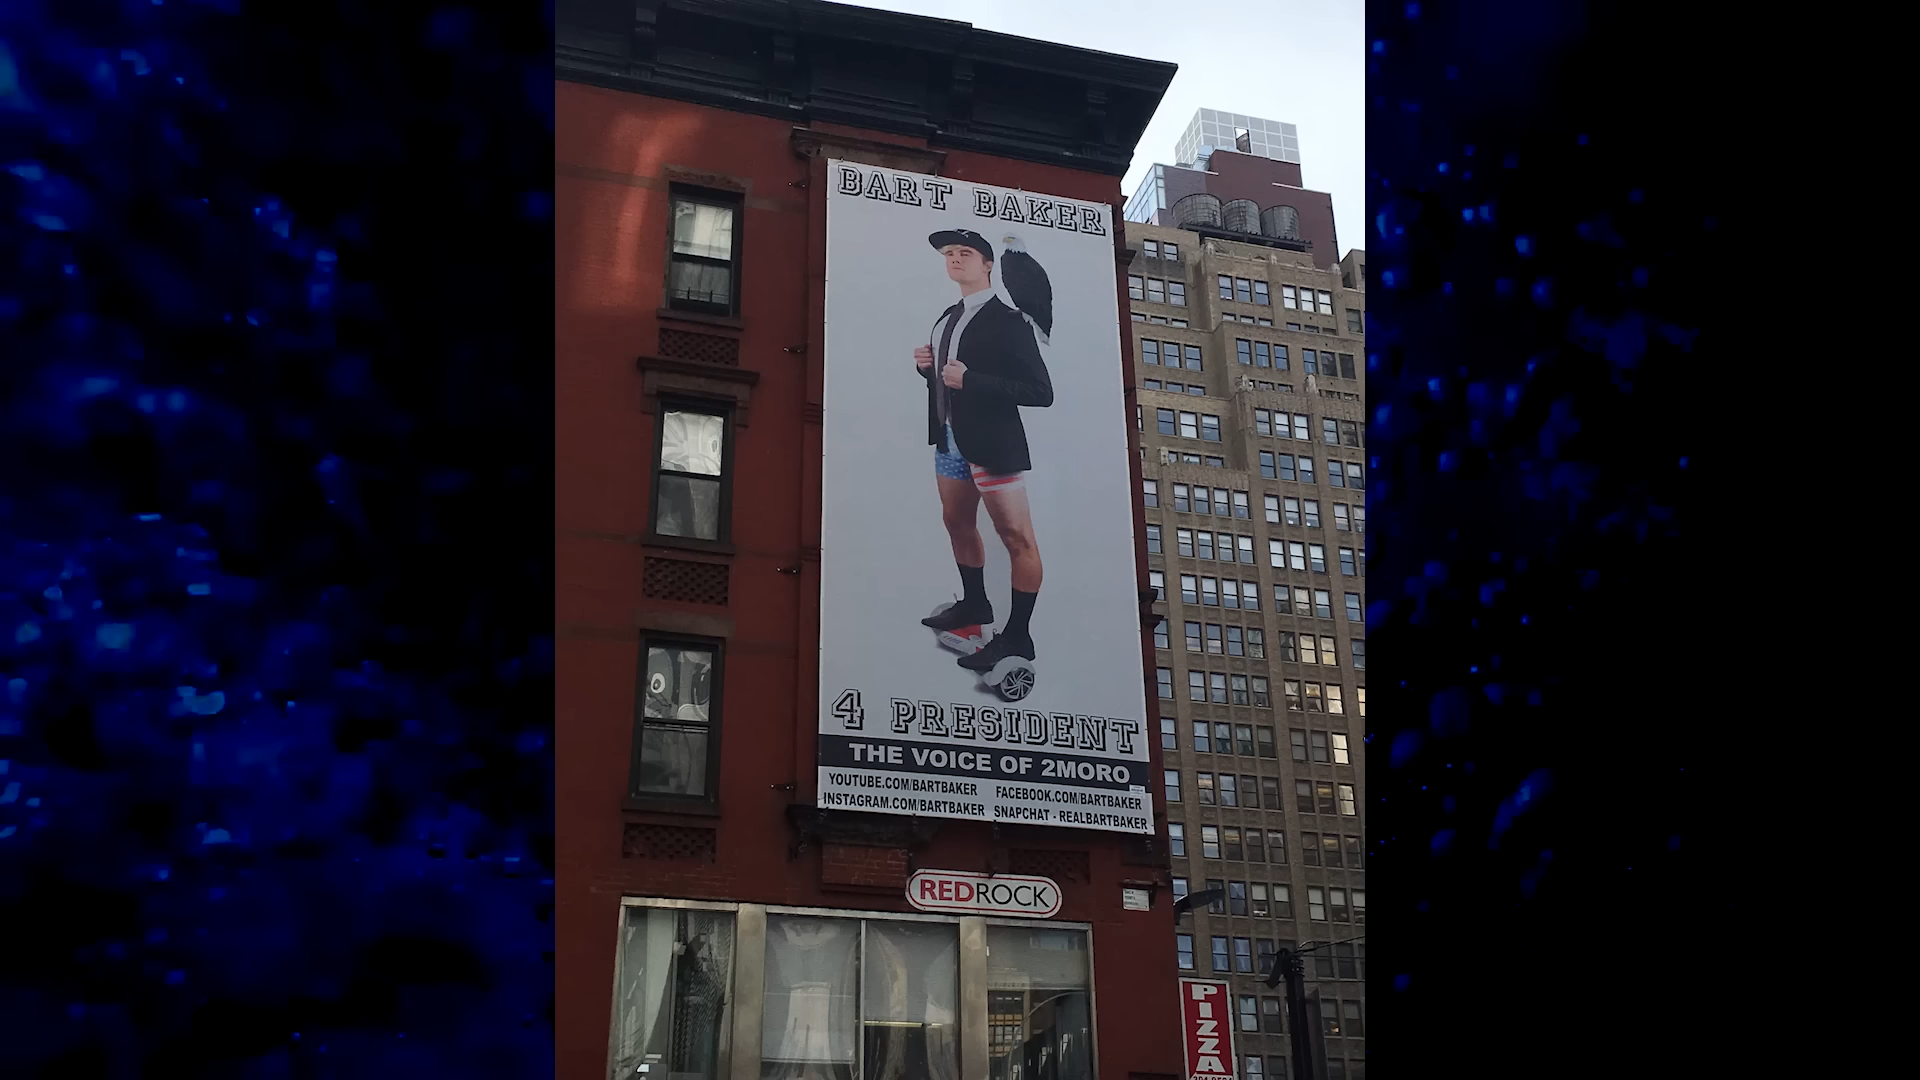 BART BAKER
4 PRESIDENT
THE VOICE OF 2MORO
YOUTUBE.COM/BARTBAKER FACEBOOK.COM/BARTBAKER
INSTAGRAM.COM/BARTBAKER SNAPCHAT - REALBARTBAKER
REDROCK
PIZZA